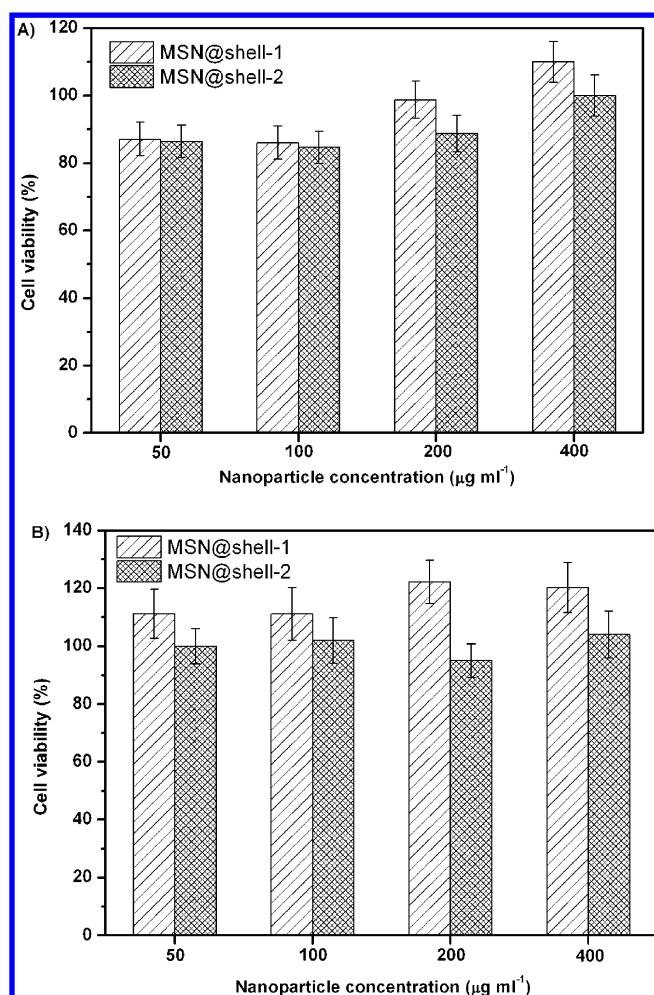 A)
120
100
80
60
40
20
0
Cell viability (%)
MSN@shell-1
MSN@shell-2
50 100 200 400
Nanoparticle concentration (μg ml⁻¹)
B)
140
120
100
80
60
40
20
0
Cell viability (%)
MSN@shell-1
MSN@shell-2
50 100 200 400
Nanoparticle concentration (μg ml⁻¹)